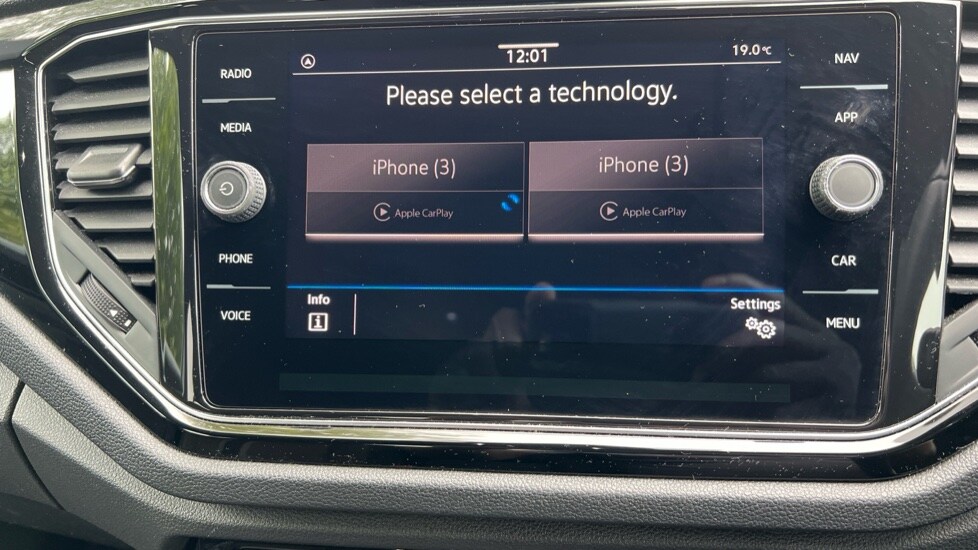 RADIO
MEDIA
PHONE
VOICE
12:01
19.0°C
Please select a technology.
iPhone (3)
Apple CarPlay
iPhone (3)
Apple CarPlay
Info
Settings
NAV
APP
CAR
MENU